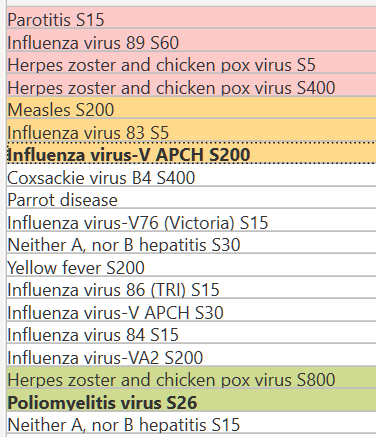 Parotitis S15
Influenza virus 89 S60
Herpes zoster and chicken pox virus S5
Herpes zoster and chicken pox virus S400
Measles S200
Influenza virus 83 S5
Influenza virus-V APCH S200
Coxsackie virus B4 S400
Parrot disease
Influenza virus-V76 (Victoria) S15
Neither A, nor B hepatitis S30
Yellow fever S200
Influenza virus 86 (TRI) S15
Influenza virus-V APCH S30
Influenza virus 84 S15
Influenza virus-VA2 S200
Herpes zoster and chicken pox virus S800
Poliomyelitis virus S26
Neither A, nor B hepatitis S15